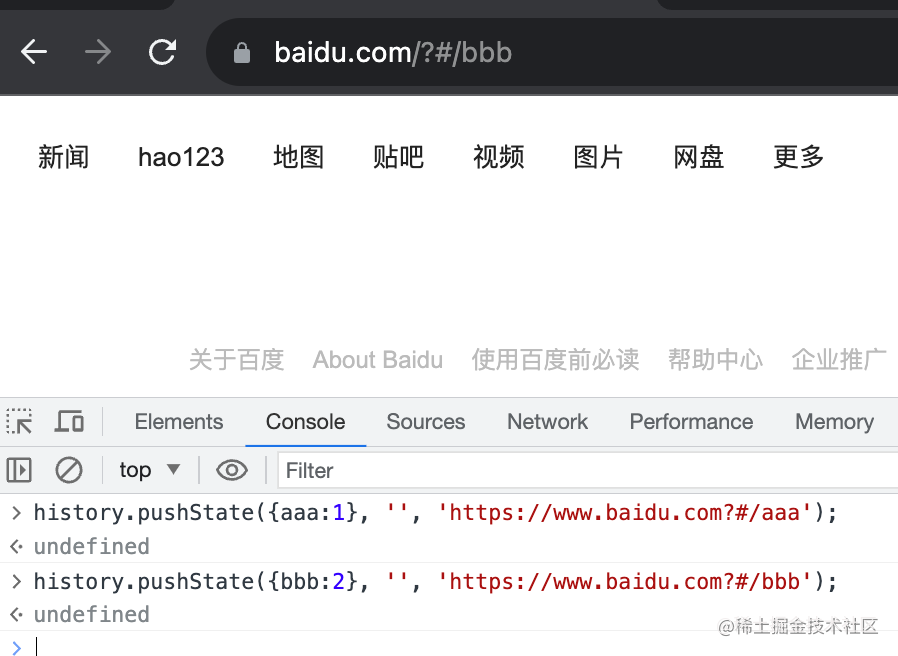 baidu.com/?#/bbb
新闻 hao123 地图 贴吧 视频 图片 网盘 更多
关于百度 About Baidu 使用百度前必读 帮助中心 企业推广
Elements Console Sources Network Performance Memory
top Filter
> history.pushState({aaa:1}, '', 'https://www.baidu.com?#/aaa');
undefined
> history.pushState({bbb:2}, '', 'https://www.baidu.com?#/bbb');
undefined
@稀土掘金技术社区
>